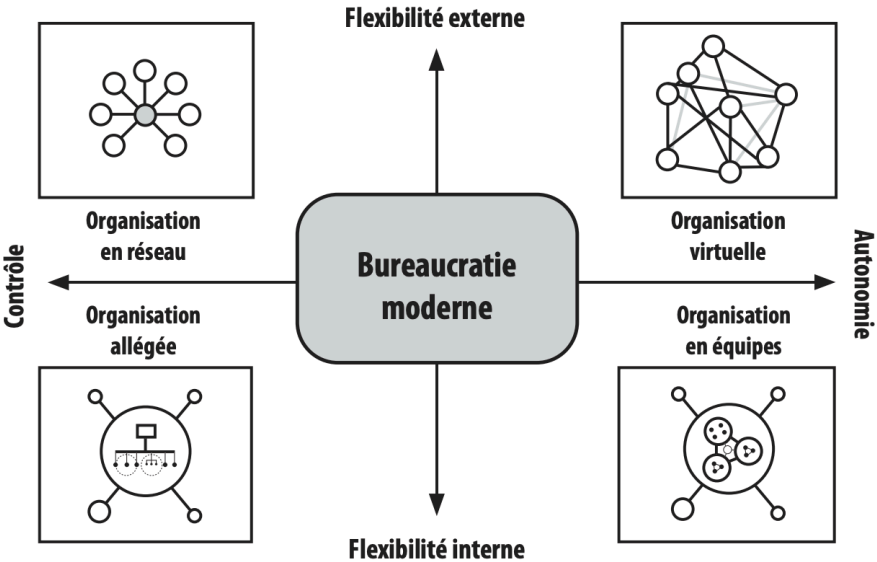 Flexibilité externe
Organisation
en réseau
Organisation
virtuelle
Contrôle
Bureaucratie
moderne
Autonomie
Organisation
allégée
Organisation
en équipes
Flexibilité interne